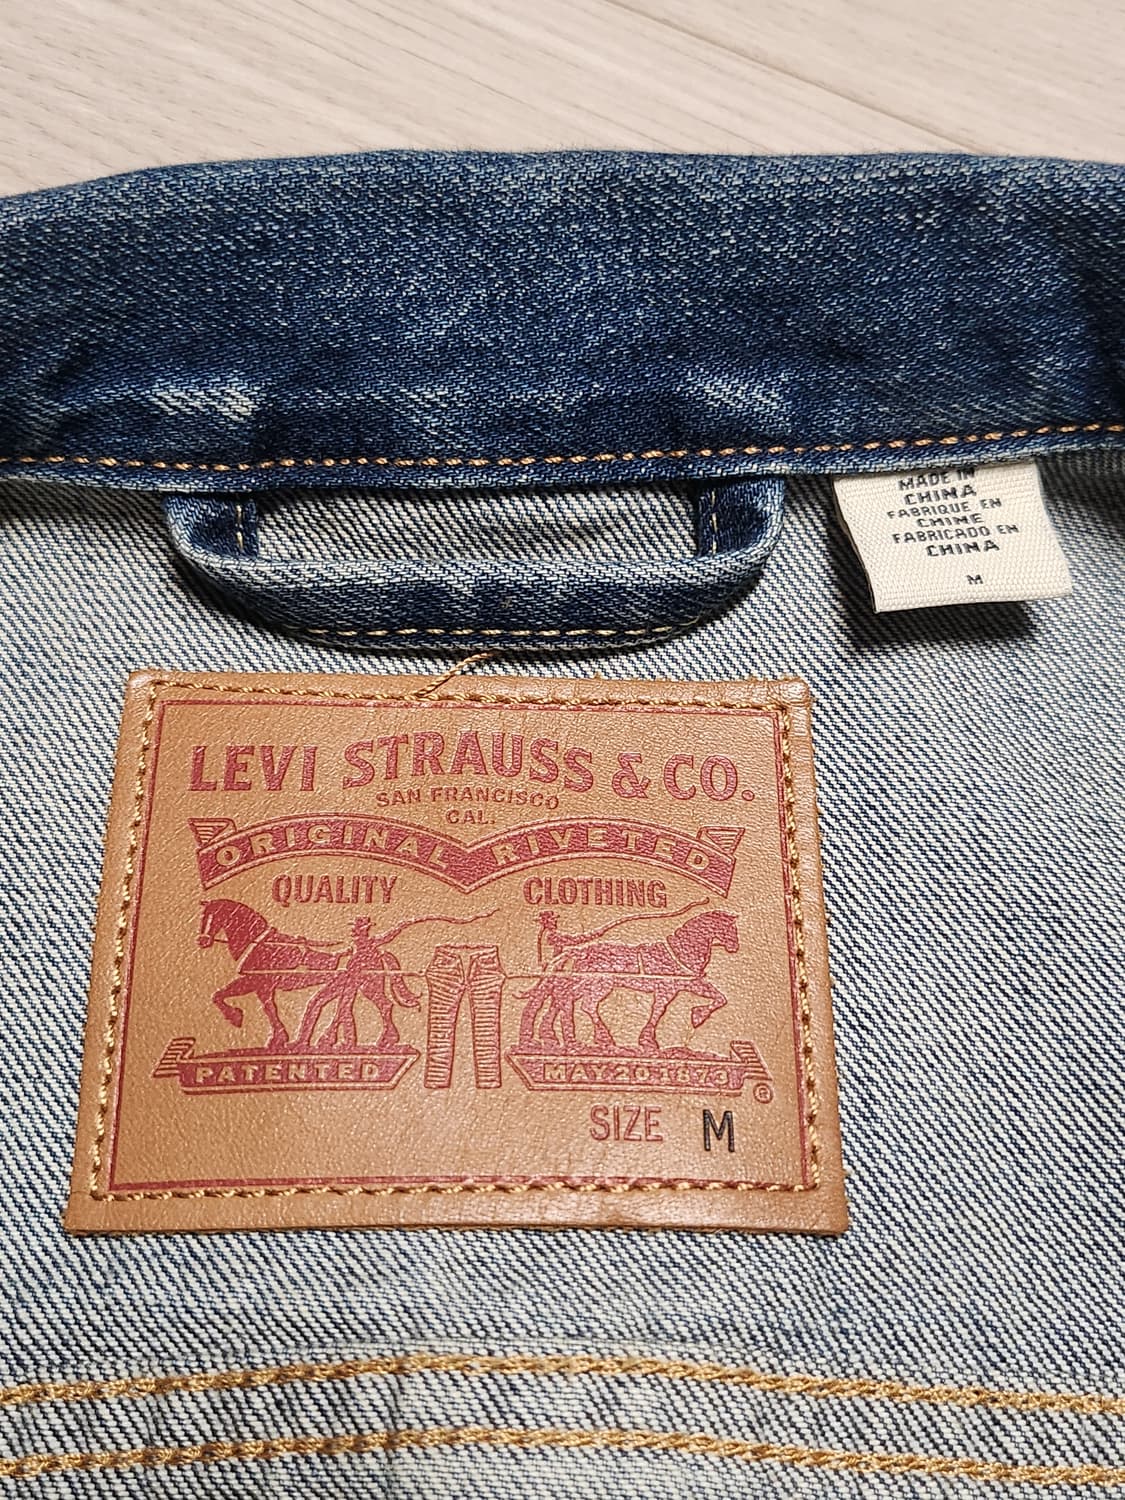 MADE IN
CHINA
FABRIQUE EN
CHINE
FABRICADO EN
CHINA
M
LEVI STRAUSS & CO.
SAN FRANCISCO
CAL.
ORIGINAL RIVETED
QUALITY CLOTHING
PATENTED MAY 20 1873
®
SIZE M